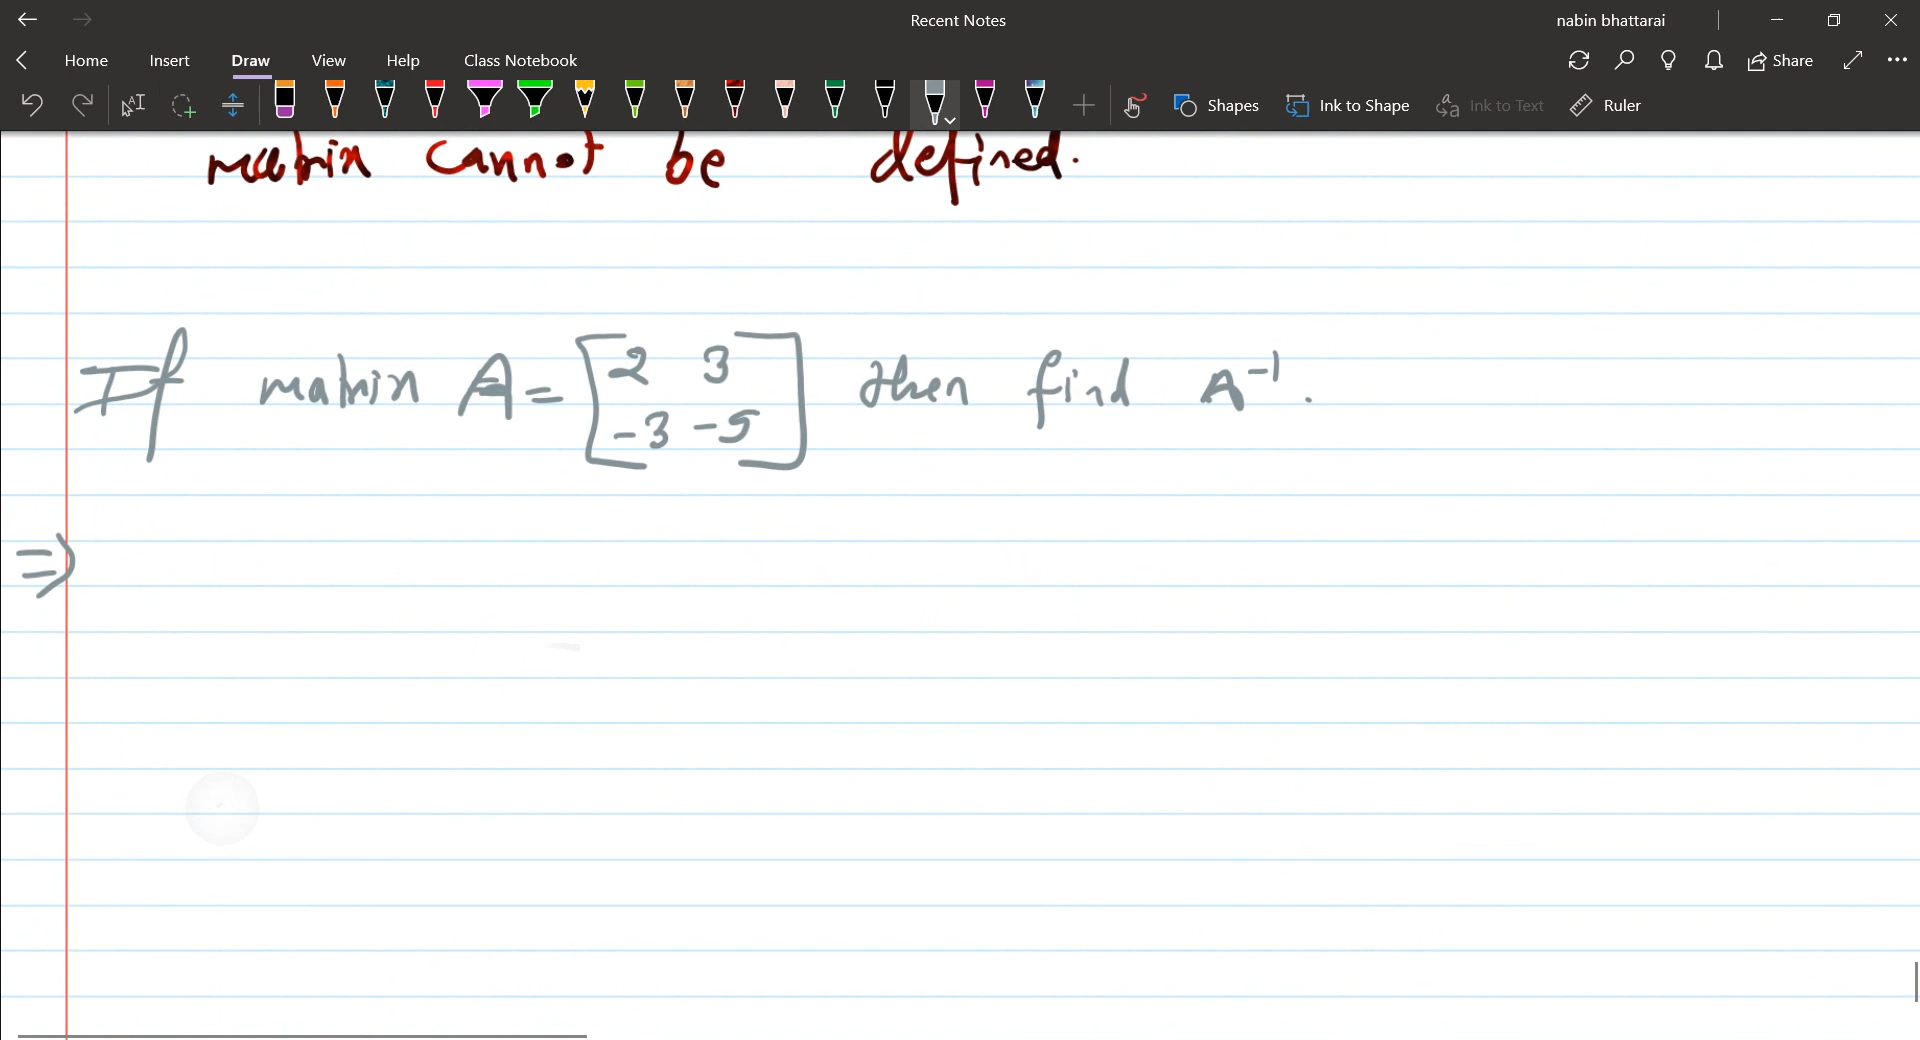 Recent Notes
nabin bhattarai
Home Insert Draw View Help Class Notebook Share
Shapes Ink to Shape Ink to Text Ruler
matrix cannot be defined.
If matrix A = [2 3
-3 -5] then find A⁻¹.
⇒